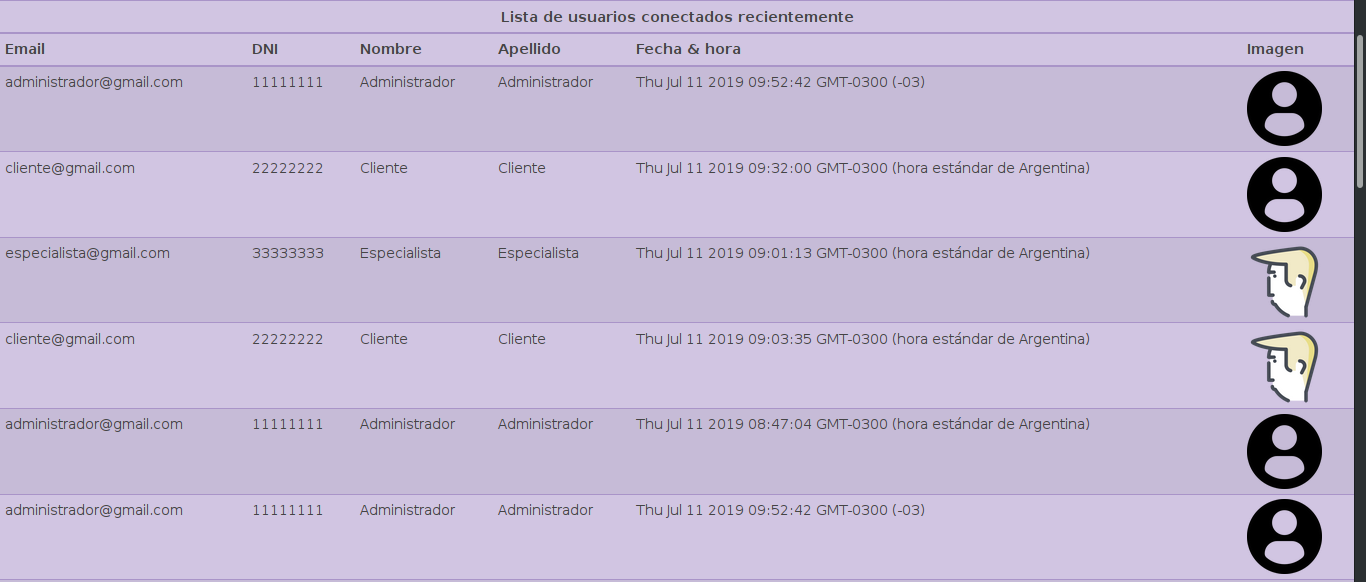 Lista de usuarios conectados recientemente
Email DNI Nombre Apellido Fecha & hora Imagen
administrador@gmail.com 11111111 Administrador Administrador Thu Jul 11 2019 09:52:42 GMT-0300 (-03)
cliente@gmail.com 22222222 Cliente Cliente Thu Jul 11 2019 09:32:00 GMT-0300 (hora estándar de Argentina)
especialista@gmail.com 33333333 Especialista Especialista Thu Jul 11 2019 09:01:13 GMT-0300 (hora estándar de Argentina)
cliente@gmail.com 22222222 Cliente Cliente Thu Jul 11 2019 09:03:35 GMT-0300 (hora estándar de Argentina)
administrador@gmail.com 11111111 Administrador Administrador Thu Jul 11 2019 08:47:04 GMT-0300 (hora estándar de Argentina)
administrador@gmail.com 11111111 Administrador Administrador Thu Jul 11 2019 09:52:42 GMT-0300 (-03)